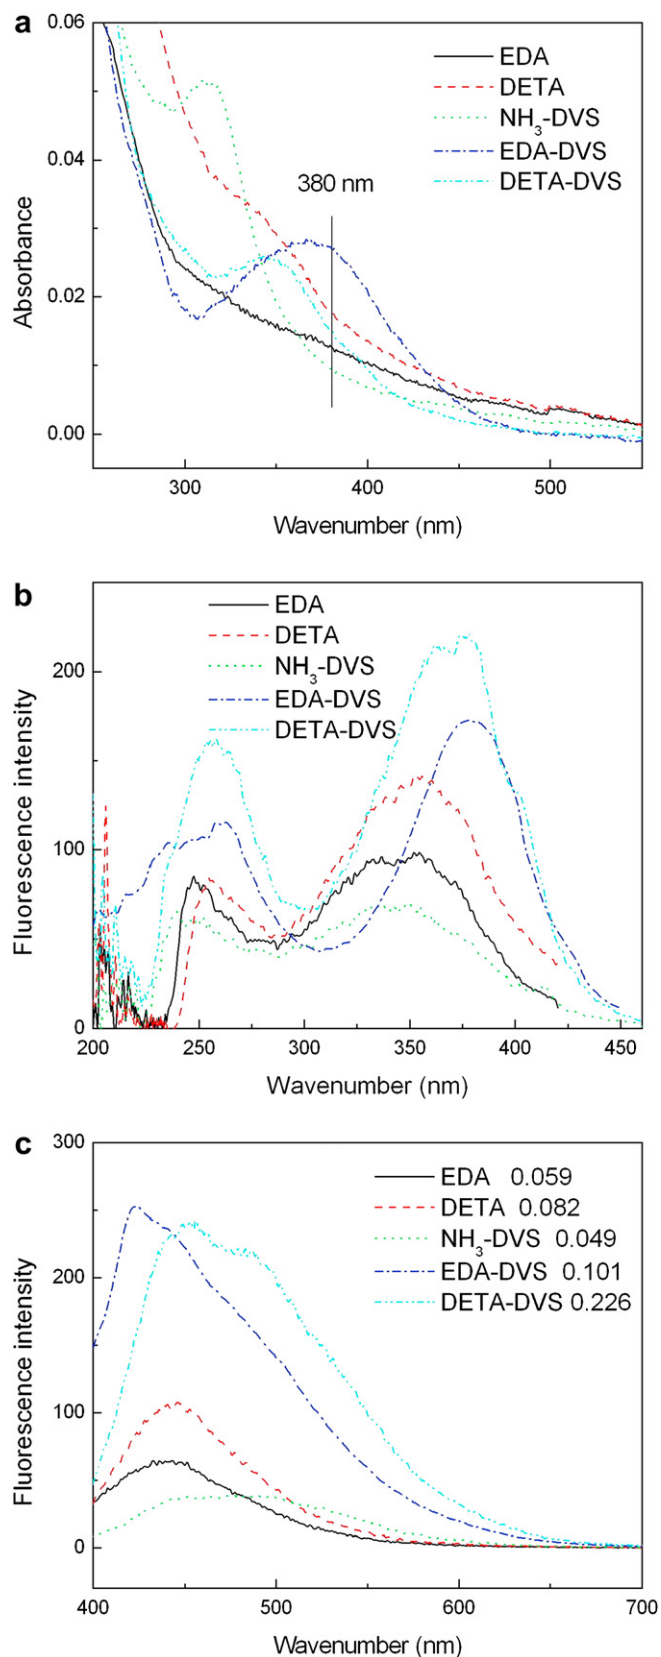 a
0.06
0.04
0.02
0.00
Absorbance
EDA
DETA
NH₃-DVS
EDA-DVS
DETA-DVS
380 nm
300 400 500
Wavenumber (nm)
b
200
100
0
Fluorescence intensity
EDA
DETA
NH₃-DVS
EDA-DVS
DETA-DVS
200 250 300 350 400 450
Wavenumber (nm)
c
300
200
100
0
Fluorescence intensity
EDA 0.059
DETA 0.082
NH₃-DVS 0.049
EDA-DVS 0.101
DETA-DVS 0.226
400 500 600 700
Wavenumber (nm)